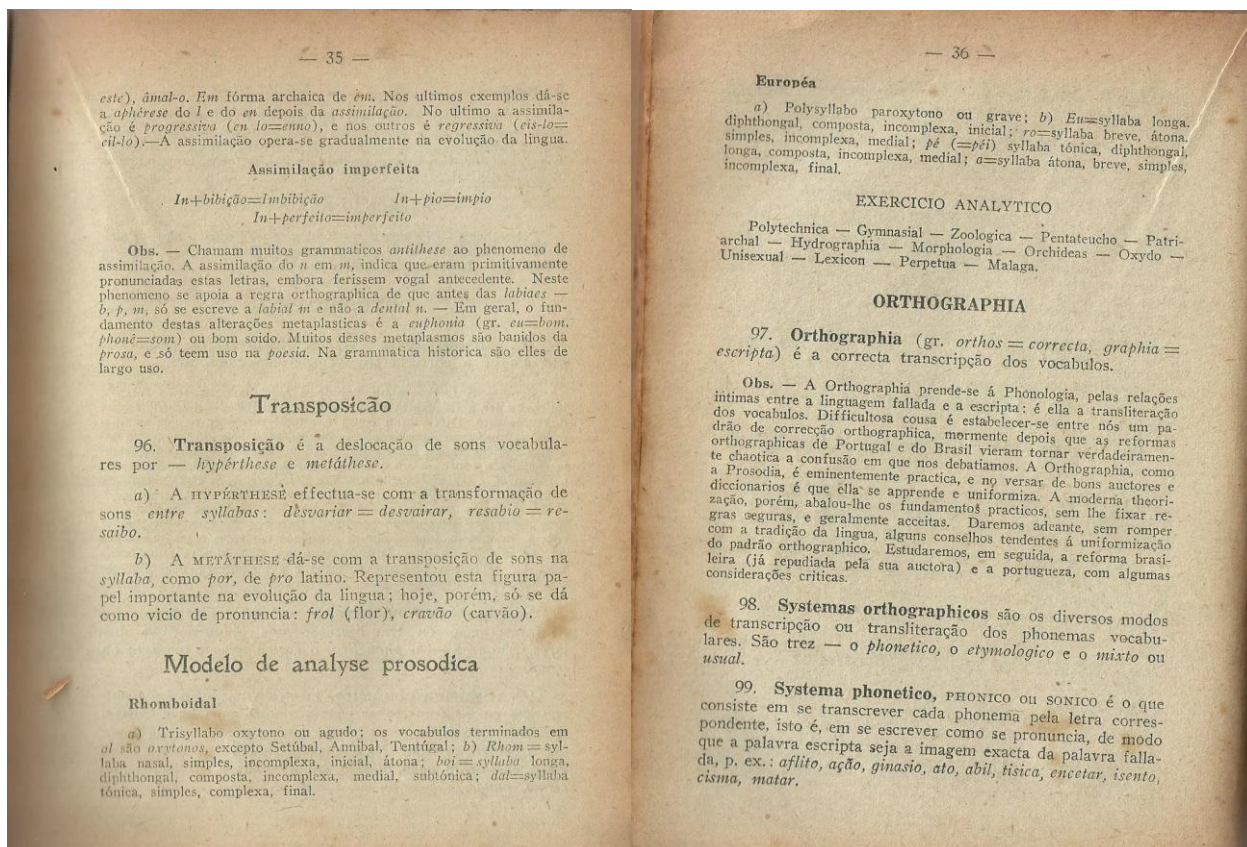 — 35 —
este), âmal-o. Em fórma archaica de em. Nos ultimos exemplos dá-se
a aphérese do l e do en depois da assimilação. No ultimo a assimila-
ção é progressiva (en lo=enno), e nos outros é regressiva (eis-lo=
eil-lo).—A assimilação opera-se gradualmente na evolução da lingua.
Assimilação imperfeita
In+bibição=Imbibição In+pio=impio
In+perfeito=imperfeito
Obs. — Chamam muitos grammaticos antithese ao phenomeno de
assimilação. A assimilação do n em m, indica que eram primitivamente
pronunciadas estas letras, embora ferissem vogal antecedente. Neste
phenomeno se apoia a regra orthographica de que antes das labiaes —
b, p, m, só se escreve a labial m e não a dental n. — Em geral, o fun-
damento destas alterações metaplasticas é a euphonia (gr. eu=bom,
phonê=som) ou bom soido. Muitos desses metaplasmos são banidos da
prosa, e só teem uso na poesia. Na grammatica historica são elles de
largo uso.
Transposicão
96. Transposição é a deslocação de sons vocabula-
res por — hypérthese e metáthese.
a) A HYPÉRTHESE effectua-se com a transformação de
sons entre syllabas: desvariar = desvairar, resabio = re-
saibo.
b) A METÁTHESE dá-se com a transposição de sons na
syllaba, como por, de pro latino. Representou esta figura pa-
pel importante na evolução da lingua; hoje, porém, só se dá
como vicio de pronuncia: frol (flor), cravão (carvão).
Modelo de analyse prosodica
Rhomboidal
a) Trisyllabo oxytono ou agudo; os vocabulos terminados em
al são oxytonos, excepto Setúbal, Annibal, Tentúgal; b) Rhom = syl-
laba nasal, simples, incomplexa, inicial, átona; boi = syllaba longa,
diphthongal, composta, incomplexa, medial, subtónica; dal=syllaba
tónica, simples, complexa, final.
— 36 —
Européa
a) Polysyllabo paroxytono ou grave; b) Eu=syllaba longa.
diphthongal, composta, incomplexa, inicial; ro=syllaba breve, átona.
simples, incomplexa, medial; pé (=péi) syllaba tónica, diphthongal,
longa, composta, incomplexa, medial; a=syllaba átona, breve, simples,
incomplexa, final.
EXERCICIO ANALYTICO
Polytechnica — Gymnasial — Zoologica — Pentateucho — Patri-
archal — Hydrographia — Morphologia — Orchideas — Oxydo —
Unisexual — Lexicon — Perpetua — Malaga.
ORTHOGRAPHIA
97. Orthographia (gr. orthos = correcta, graphia =
escripta) é a correcta transcripção dos vocabulos.
Obs. — A Orthographia prende-se á Phonologia, pelas relações
intimas entre a linguagem fallada e a escripta: é ella a transliteração
dos vocabulos. Difficultosa cousa é estabelecer-se entre nós um pa-
drão de correcção orthographica, mormente depois que as reformas
orthographicas de Portugal e do Brasil vieram tornar verdadeiramen-
te chaotica a confusão em que nos debatiamos. A Orthographia, como
a Prosodia, é eminentemente practica, e no versar de bons auctores e
diccionarios é que ella se apprende e uniformiza. A moderna theori-
zação, porém, abalou-lhe os fundamentos practicos, sem lhe fixar re-
gras seguras, e geralmente acceitas. Daremos adeante, sem romper
com a tradição da lingua, alguns conselhos tendentes á uniformização
do padrão orthographico. Estudaremos, em seguida, a reforma brasi-
leira (já repudiada pela sua auctora) e a portugueza, com algumas
considerações criticas.
98. Systemas orthographicos são os diversos modos
de transcripção ou transliteração dos phonemas vocabu-
lares. São trez — o phonetico, o etymologico e o mixto ou
usual.
99. Systema phonetico, PHONICO ou SONICO é o que
consiste em se transcrever cada phonema pela letra corres-
pondente, isto é, em se escrever como se pronuncia, de modo
que a palavra escripta seja a imagem exacta da palavra falla-
da, p. ex.: aflito, ação, ginasio, ato, abil, tisica, encetar, isento,
cisma, matar.